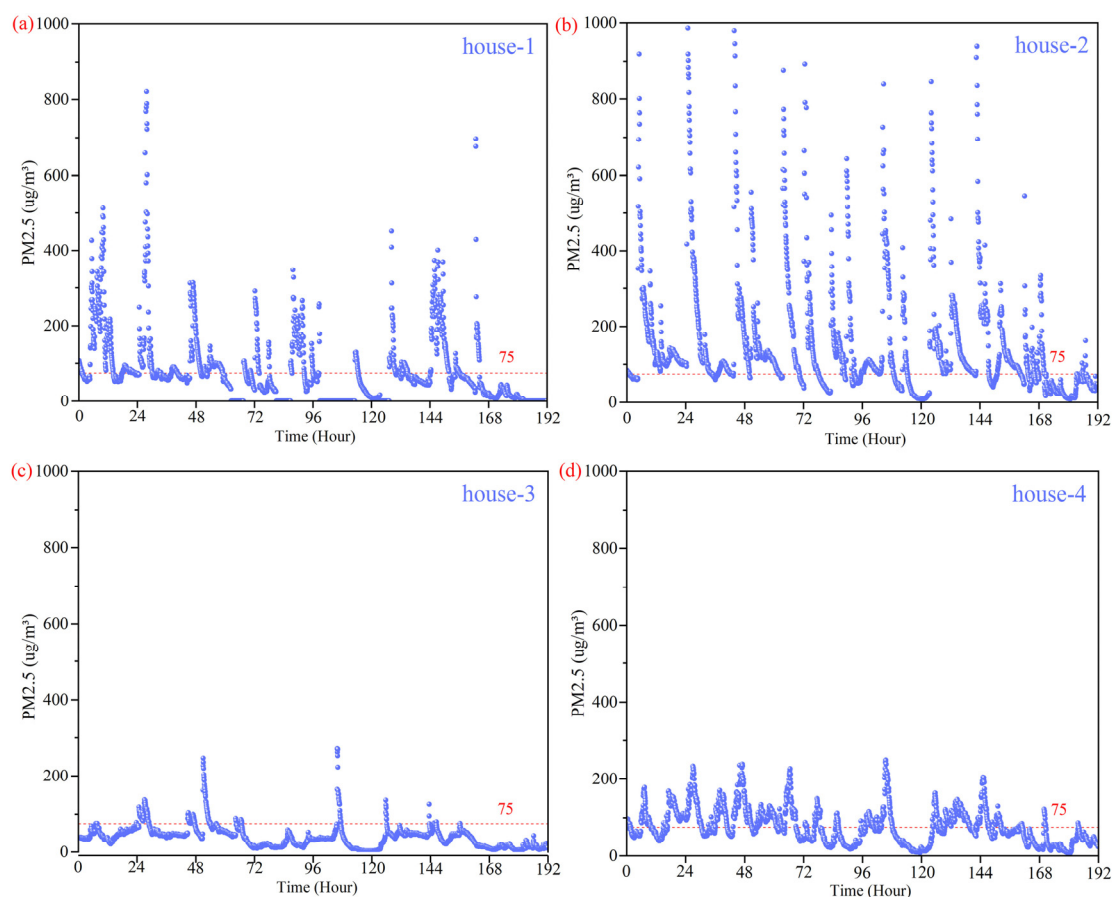 (a)
house-1
PM2.5 (ug/m³)
1000
800
600
400
200
0
75
0 24 48 72 96 120 144 168 192
Time (Hour)
(b)
house-2
PM2.5 (ug/m³)
1000
800
600
400
200
0
75
0 24 48 72 96 120 144 168 192
Time (Hour)
(c)
house-3
PM2.5 (ug/m³)
1000
800
600
400
200
0
75
0 24 48 72 96 120 144 168 192
Time (Hour)
(d)
house-4
PM2.5 (ug/m³)
1000
800
600
400
200
0
75
0 24 48 72 96 120 144 168 192
Time (Hour)